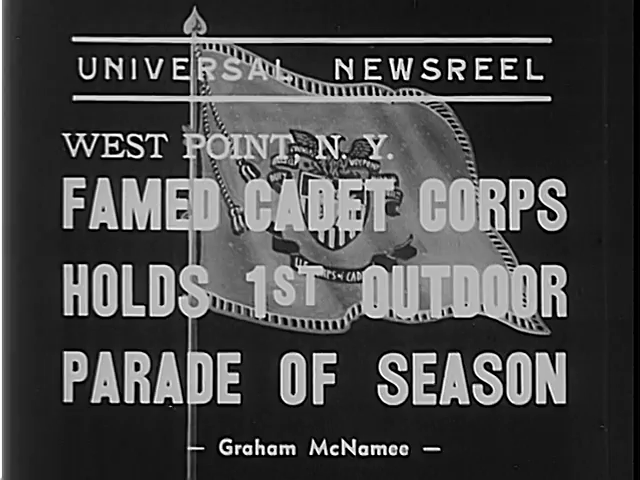 UNIVERSAL NEWSREEL
WEST POINT, N. Y.
FAMED CADET CORPS
HOLDS 1ST OUTDOOR
PARADE OF SEASON
— Graham McNamee —